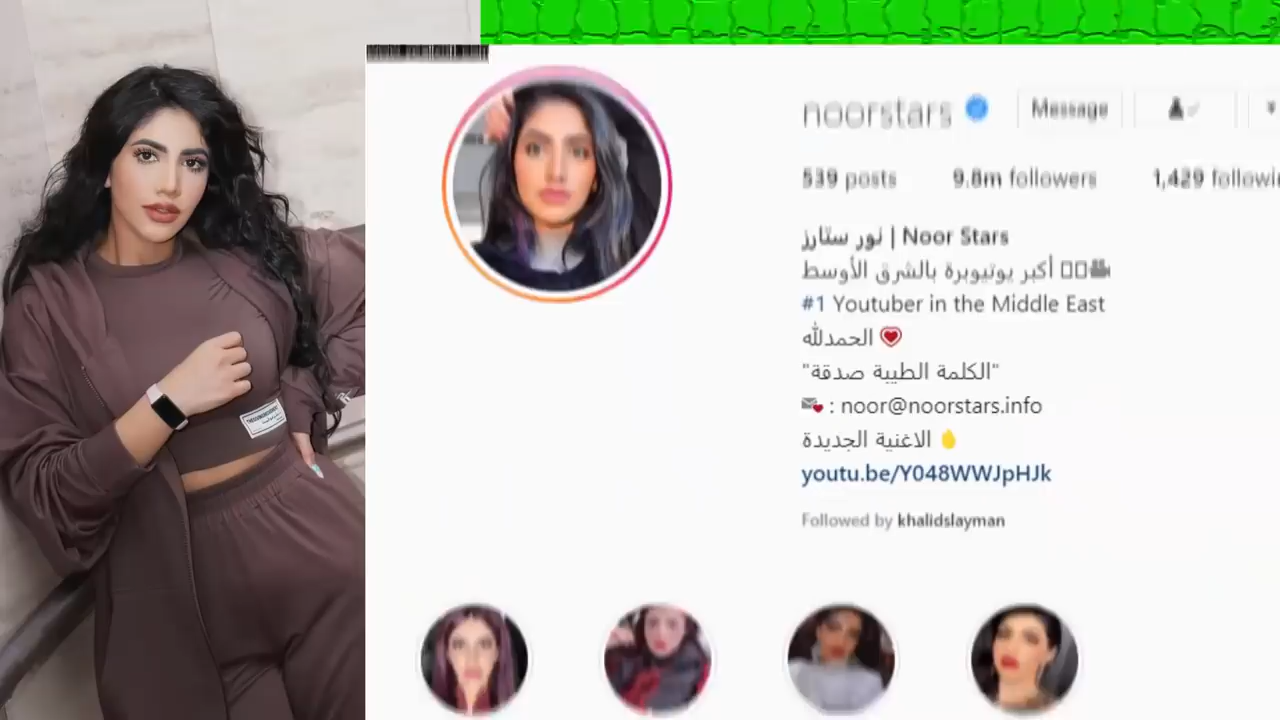 noorstars
Message
539 posts
9.8m followers
1,429
نور ستارز | Noor Stars
أكبر يوتيوبرة بالشرق الأوسط
#1 Youtuber in the Middle East
الحمدلله
"الكلمة الطيبة صدقة"
: noor@noorstars.info
الاغنية الجديدة
youtu.be/Y048WWJpHJk
Followed by khalidslayman